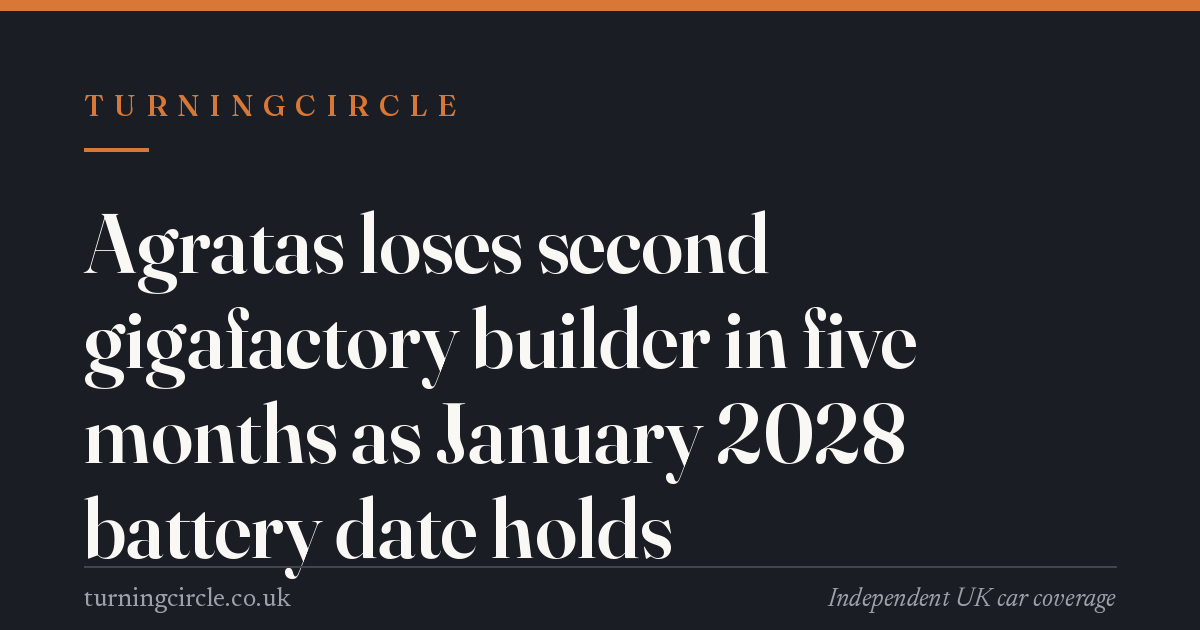 TURNINGCIRCLE
Agratas loses second
gigafactory builder in five
months as January 2028
battery date holds
turningcircle.co.uk
Independent UK car coverage